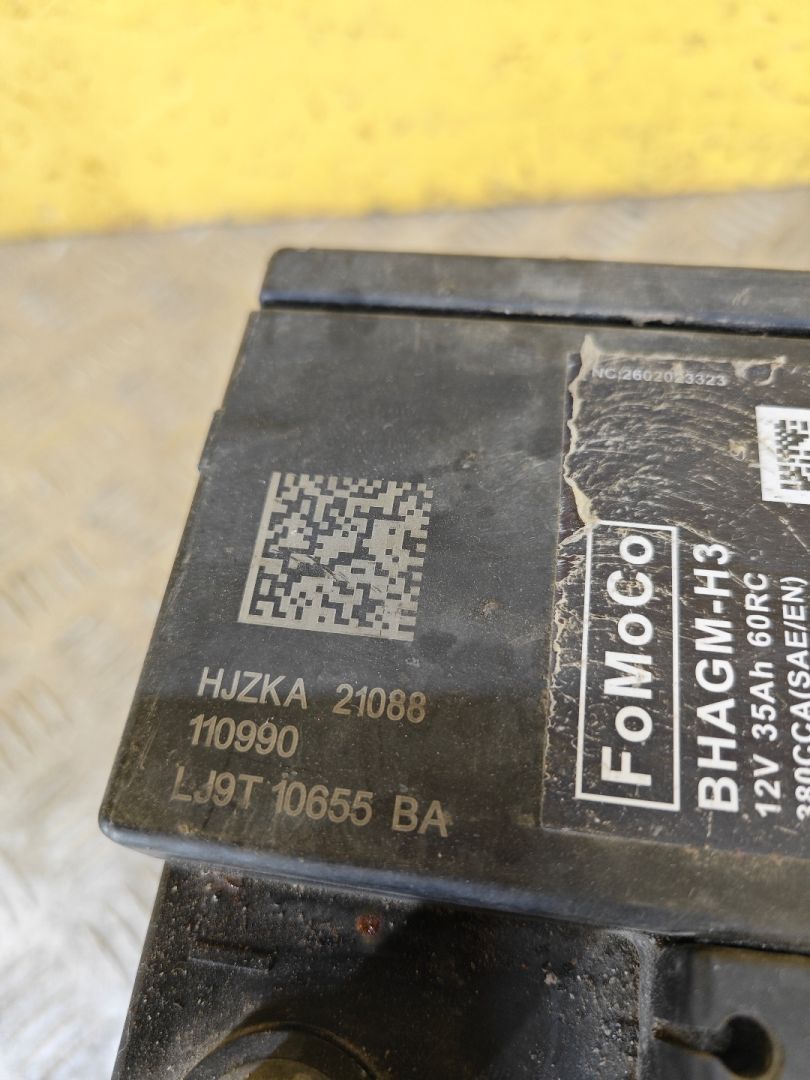 HJZKA 21088
110990
LJ9T 10655 BA
NC:2602023323
FoMoCo
BHAGM-H3
12V 35Ah 60RC
380CCA(SAE/EN)